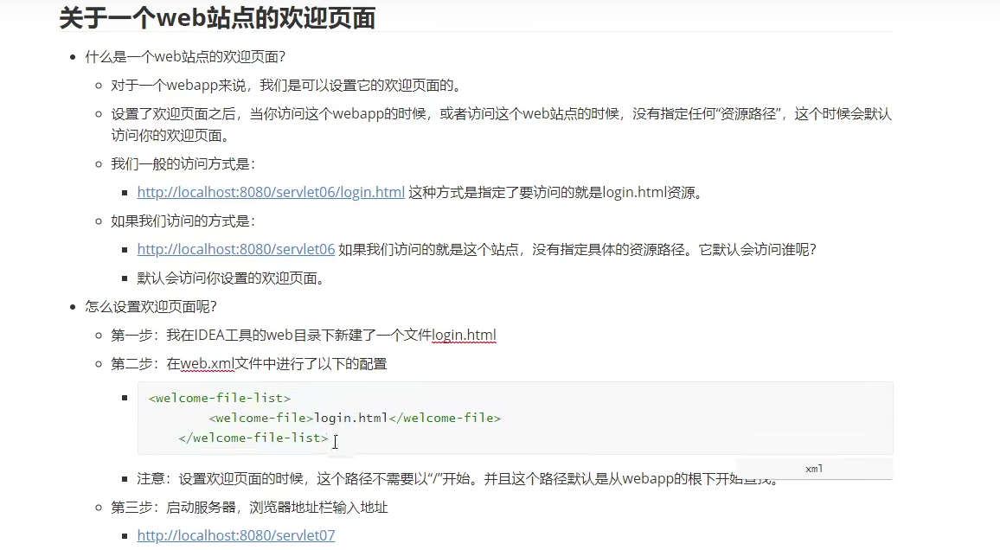 关于一个web站点的欢迎页面
什么是一个web站点的欢迎页面?
对于一个webapp来说，我们是可以设置它的欢迎页面的。
设置了欢迎页面之后，当你访问这个webapp的时候，或者访问这个web站点的时候，没有指定任何“资源路径”，这个时候会默认
访问你的欢迎页面。
我们一般的访问方式是：
http://localhost:8080/servlet06/login.html 这种方式是指定了要访问的就是login.html资源。
如果我们访问的方式是：
http://localhost:8080/servlet06 如果我们访问的就是这个站点，没有指定具体的资源路径。它默认会访问谁呢?
默认会访问你设置的欢迎页面。
怎么设置欢迎页面呢?
第一步：我在IDEA工具的web目录下新建了一个文件login.html
第二步：在web.xml文件中进行了以下的配置
<welcome-file-list>
<welcome-file>login.html</welcome-file>
</welcome-file-list>
xml
注意：设置欢迎页面的时候，这个路径不需要以“/”开始。并且这个路径默认是从webapp的根下开始查找。
第三步：启动服务器，浏览器地址栏输入地址
http://localhost:8080/servlet07